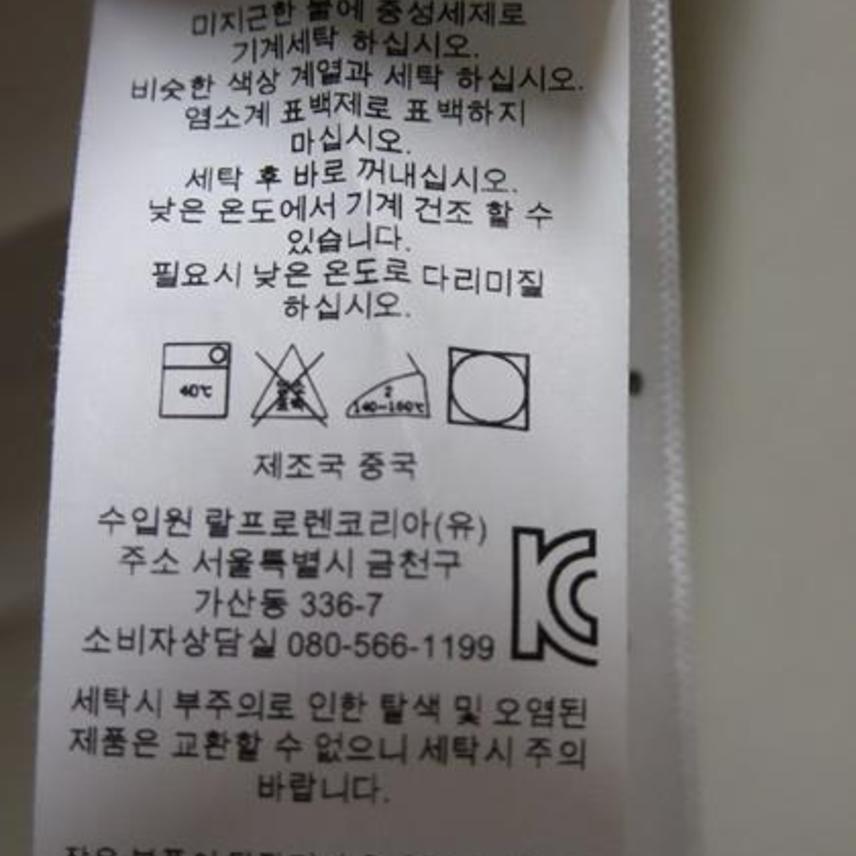 미지근한 물에 중성세제로
기계세탁 하십시오.
비슷한 색상 계열과 세탁 하십시오.
염소계 표백제로 표백하지
마십시오.
세탁 후 바로 꺼내십시오.
낮은 온도에서 기계 건조 할 수
있습니다.
필요시 낮은 온도로 다리미질
하십시오.
40℃
염소
표백
2
140-160℃
제조국 중국
수입원 랄프로렌코리아(유)
주소 서울특별시 금천구
가산동 336-7
소비자상담실 080-566-1199
세탁시 부주의로 인한 탈색 및 오염된
제품은 교환할 수 없으니 세탁시 주의
바랍니다.